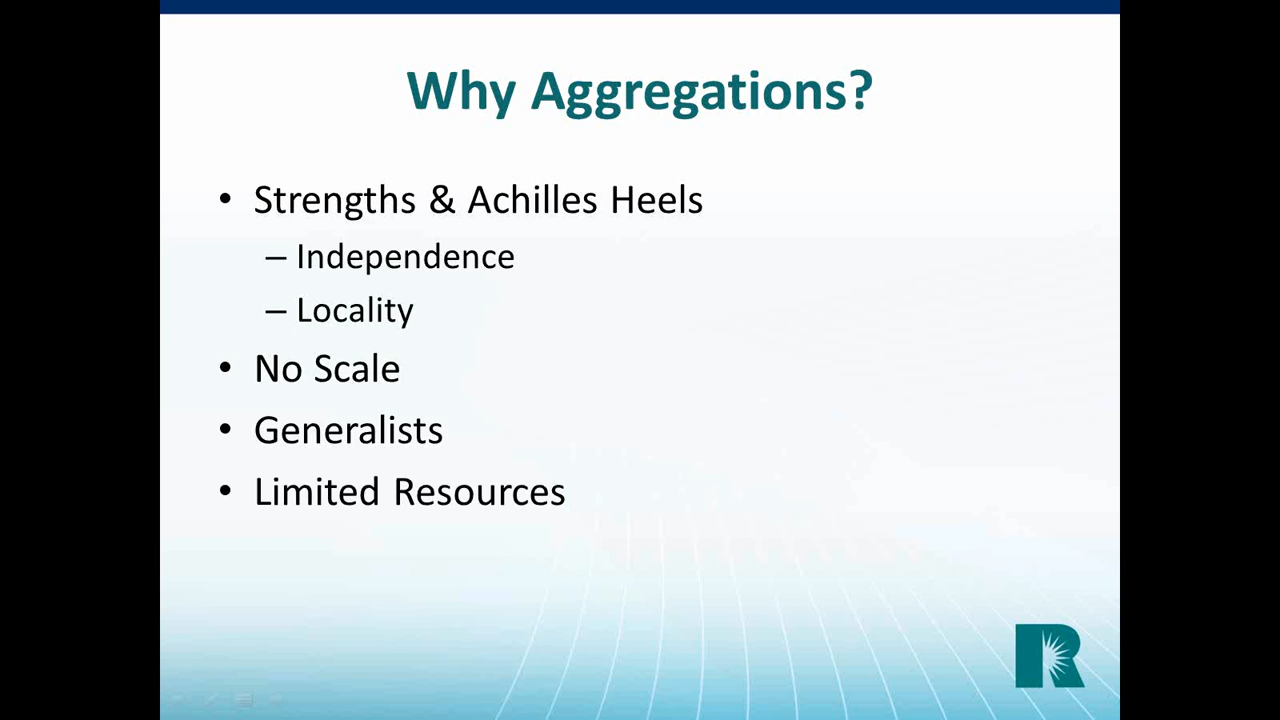 Why Aggregations?
• Strengths & Achilles Heels
– Independence
– Locality
• No Scale
• Generalists
• Limited Resources
R